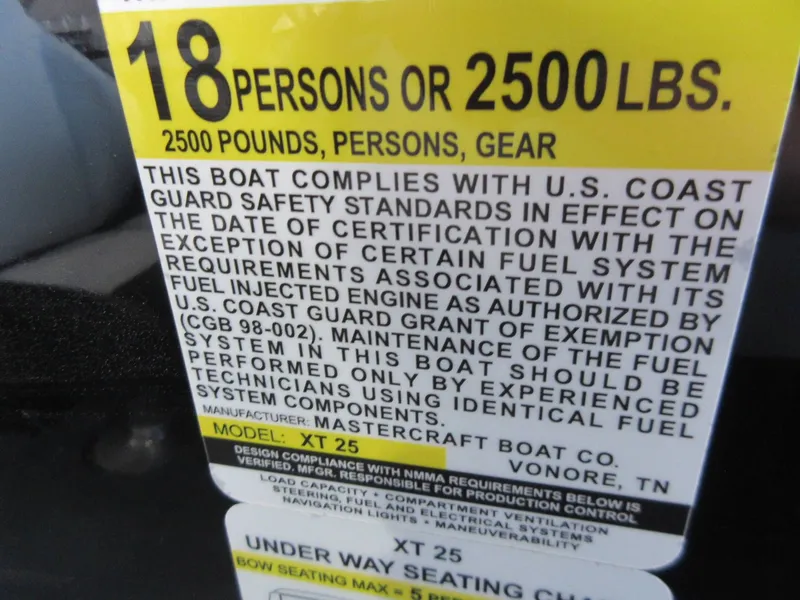 18 PERSONS OR 2500 LBS.
2500 POUNDS, PERSONS, GEAR
THIS BOAT COMPLIES WITH U.S. COAST
GUARD SAFETY STANDARDS IN EFFECT ON
THE DATE OF CERTIFICATION WITH THE
EXCEPTION OF CERTAIN FUEL SYSTEM
REQUIREMENTS ASSOCIATED WITH ITS
FUEL INJECTED ENGINE AS AUTHORIZED BY
U.S. COAST GUARD GRANT OF EXEMPTION
(CGB 98-002). MAINTENANCE OF THE FUEL
SYSTEM IN THIS BOAT SHOULD BE
PERFORMED ONLY BY EXPERIENCED
TECHNICIANS USING IDENTICAL FUEL
SYSTEM COMPONENTS.
MANUFACTURER: MASTERCRAFT BOAT CO.
MODEL: XT 25
VONORE, TN
DESIGN COMPLIANCE WITH NMMA REQUIREMENTS BELOW IS
VERIFIED. MFGR. RESPONSIBLE FOR PRODUCTION CONTROL
LOAD CAPACITY • COMPARTMENT VENTILATION
STEERING, FUEL AND ELECTRICAL SYSTEMS
NAVIGATION LIGHTS • MANEUVERABILITY
XT 25
UNDER WAY SEATING
BOW SEATING MAX = 5